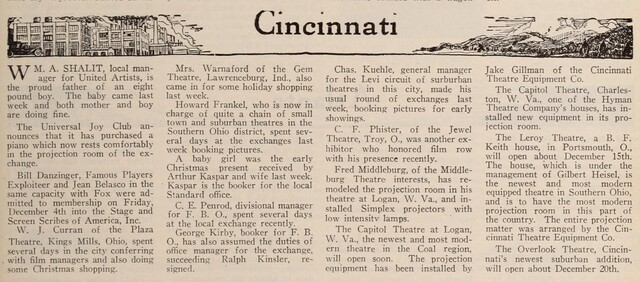 Cincinnati
WM. A. SHALIT, local man-
ager for United Artists, is
the proud father of an eight
pound boy. The baby came last
week and both mother and boy
are doing fine.
The Universal Joy Club an-
nounces that it has purchased a
piano which now rests comfortably
in the projection room of the ex-
change.
Bill Danzinger, Famous Players
Exploiteer and Jean Belasco in the
same capacity with Fox were ad-
mitted to membership on Friday,
December 4th into the Stage and
Screen Scribes of America, Inc.
W. J. Curran of the Plaza
Theatre, Kings Mills, Ohio, spent
several days in the city conferring
with film managers and also doing
some Christmas shopping.
Mrs. Warnaford of the Gem
Theatre, Lawrenceburg, Ind., also
came in for some holiday shopping
last week.
Howard Frankel, who is now in
charge of quite a chain of small
town and suburban theatres in the
Southern Ohio district, spent sev-
eral days at the exchanges last
week booking pictures.
A baby girl was the early
Christmas present received by
Arthur Kaspar and wife last week.
Kaspar is the booker for the local
Standard office.
C. E. Penrod, divisional manager
for F. B. O., spent several days
at the local exchange recently.
George Kirby, booker for F. B.
O., has also assumed the duties of
office manager for the exchange,
succeeding Ralph Kinsler, re-
signed.
Chas. Kuehle, general manager
for the Levi circuit of suburban
theatres in this city, made his
usual round of exchanges last
week, booking pictures for early
showings.
C. F. Phister, of the Jewel
Theatre, Troy, O., was another ex-
hibitor who honored film row
with his presence recently.
Fred Middleburg, of the Middle-
burg Theatre interests, has re-
modeled the projection room in his
theatre at Logan, W. Va., and in-
stalled Simplex projectors with
low intensity lamps.
The Capitol Theatre at Logan,
W. Va., the newest and most mod-
ern theatre in the Coal region,
will open soon. The projection
equipment has been installed by
Jake Gillman of the Cincinnati
Theatre Equipment Co.
The Capitol Theatre, Charles-
ton, W. Va., one of the Hyman
Theatre Company's houses, has in-
stalled new equipment in its pro-
jection room.
The Leroy Theatre, a B. F.
Keith house, in Portsmouth, O.,
will open about December 15th.
The house, which is under the
management of Gilbert Heisel, is
the newest and most modern
equipped theatre in Southern Ohio,
and is to have the most modern
projection room in this part of
the country. The entire projection
matter was arranged by the Cin-
cinnati Theatre Equipment Co.
The Overlook Theatre, Cincin-
nati's newest suburban addition,
will open about December 20th.